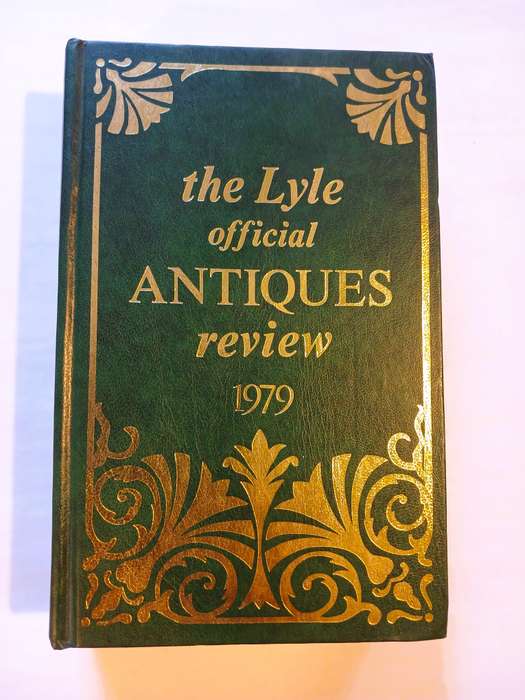 the Lyle
official
ANTIQUES
review
1979